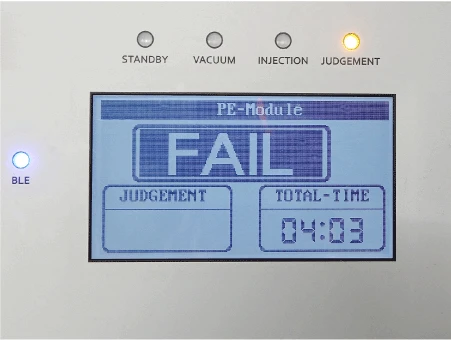 STANDBY VACUUM INJECTION JUDGEMENT
PE-Module
FAIL
BLE
JUDGEMENT TOTAL-TIME
04:03